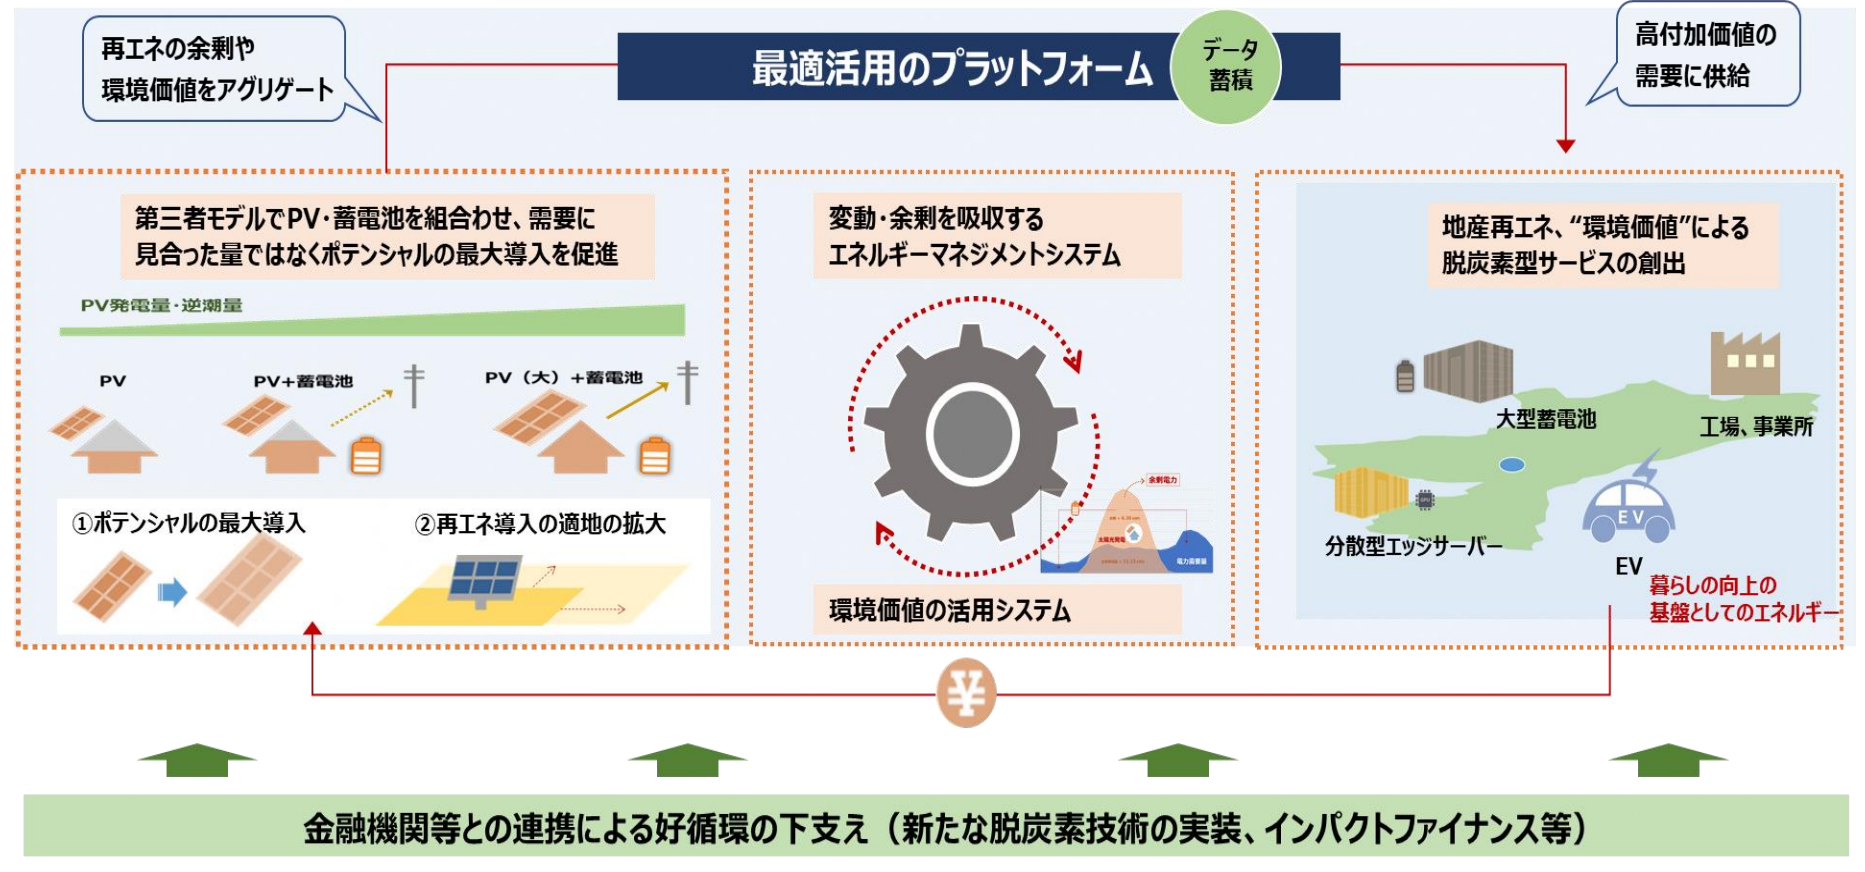 再エネの余剰や
環境価値をアグリゲート
最適活用のプラットフォーム
データ
蓄積
高付加価値の
需要に供給
第三者モデルでPV・蓄電池を組合わせ、需要に
見合った量ではなくポテンシャルの最大導入を促進
PV発電量・逆潮量
PV
PV+蓄電池
PV（大）+蓄電池
①ポテンシャルの最大導入
②再エネ導入の適地の拡大
変動・余剰を吸収する
エネルギーマネジメントシステム
余剰電力
太陽光発電
電力需要量
環境価値の活用システム
地産再エネ、“環境価値”による
脱炭素型サービスの創出
大型蓄電池
工場、事業所
分散型エッジサーバー
EV
EV
暮らしの向上の
基盤としてのエネルギー
¥
金融機関等との連携による好循環の下支え（新たな脱炭素技術の実装、インパクトファイナンス等）